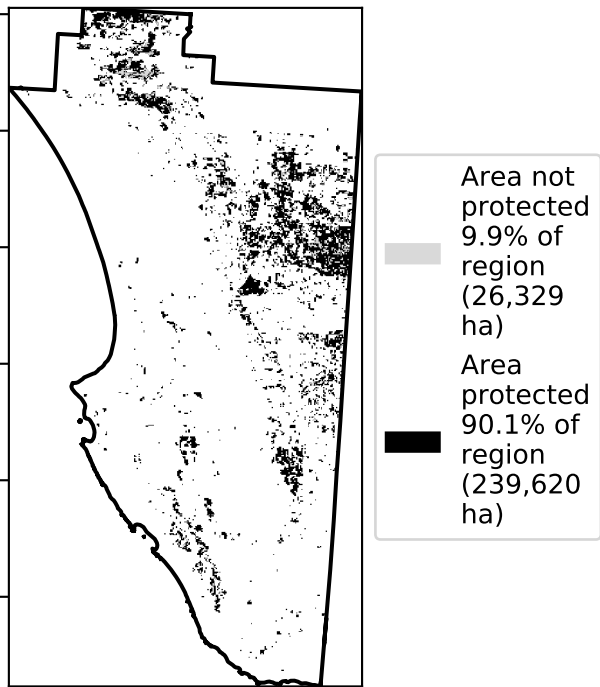 Area not
protected
9.9% of
region
(26,329
ha)
Area
protected
90.1% of
region
(239,620
ha)